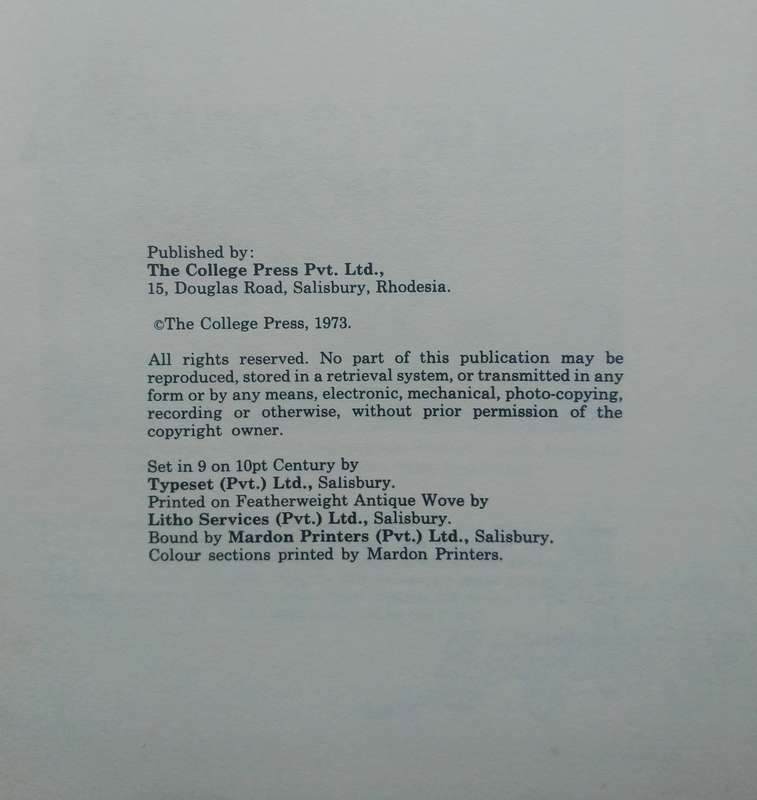 Published by:
The College Press Pvt. Ltd.,
15, Douglas Road, Salisbury, Rhodesia.
©The College Press, 1973.
All rights reserved. No part of this publication may be
reproduced, stored in a retrieval system, or transmitted in any
form or by any means, electronic, mechanical, photo-copying,
recording or otherwise, without prior permission of the
copyright owner.
Set in 9 on 10pt Century by
Typeset (Pvt.) Ltd., Salisbury.
Printed on Featherweight Antique Wove by
Litho Services (Pvt.) Ltd., Salisbury.
Bound by Mardon Printers (Pvt.) Ltd., Salisbury.
Colour sections printed by Mardon Printers.